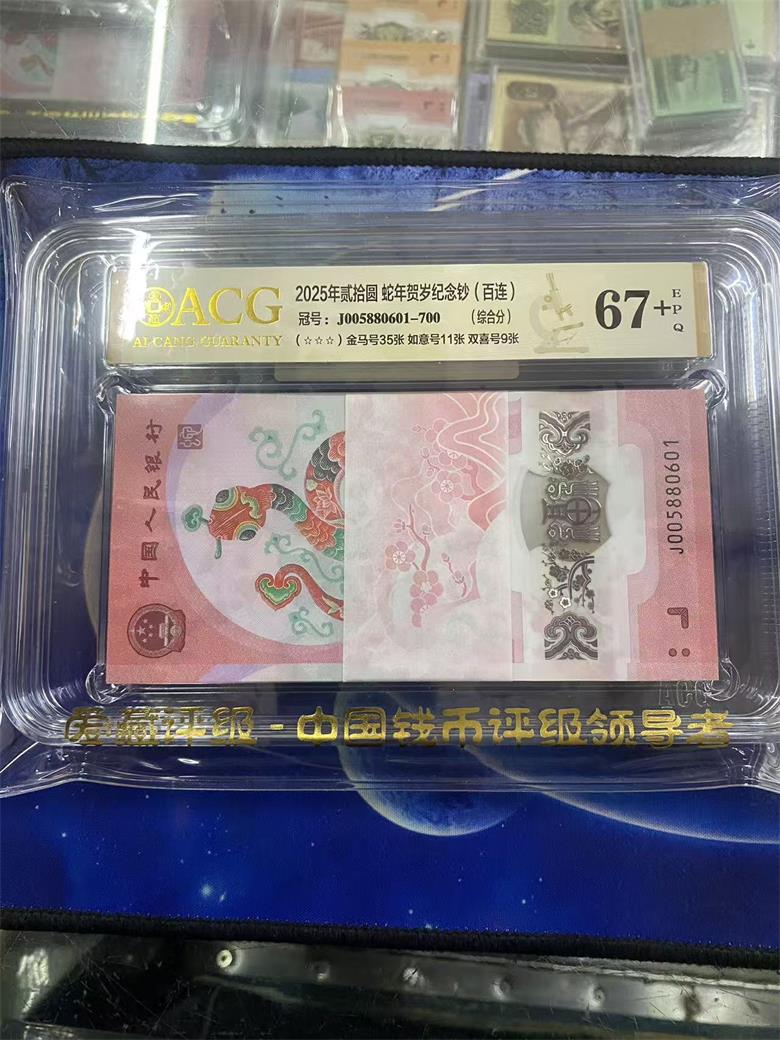 ACG
AI CANG GUARANTY
2025年贰拾圆 蛇年贺岁纪念钞（百连）
冠号：J005880601-700 （综合分）
（☆☆☆）金马号35张 如意号11张 双喜号9张
67+
EPQ
中国人民银行
J005880601
ACG
爱藏评级-中国钱币评级领导者